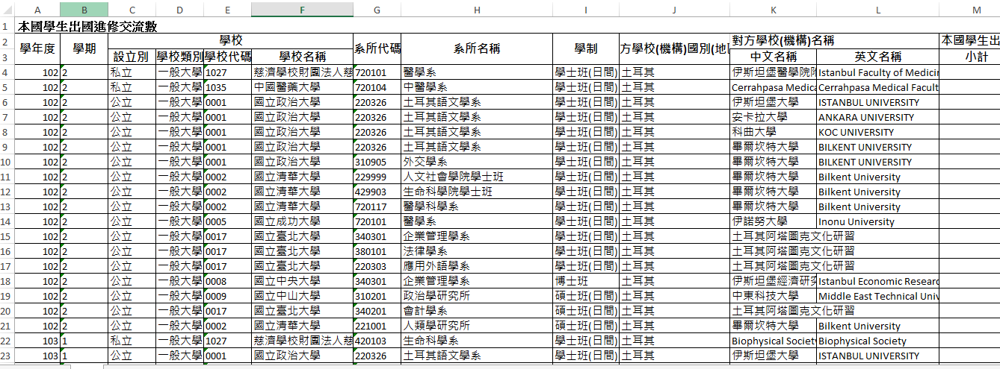 A B C D E F G H I J K L M
1 本國學生出國進修交流數
2 學年度 學期 學校 系所代碼 系所名稱 學制 方學校(機構)國別(地 對方學校(機構)名稱 本國學生出
3 設立別 學校類別 學校代碼 學校名稱 中文名稱 英文名稱 小計
4 102 2 私立 一般大學 1027 慈濟學校財團法人慈 720101 醫學系 學士班(日間) 土耳其 伊斯坦堡醫學院附 Istanbul Faculty of Medicin
5 102 2 私立 一般大學 1035 中國醫藥大學 720104 中醫學系 學士班(日間) 土耳其 Cerrahpasa Medica Cerrahpasa Medical Facult
6 102 2 公立 一般大學 0001 國立政治大學 220326 土耳其語文學系 學士班(日間) 土耳其 伊斯坦堡大學 ISTANBUL UNIVERSITY
7 102 2 公立 一般大學 0001 國立政治大學 220326 土耳其語文學系 學士班(日間) 土耳其 安卡拉大學 ANKARA UNIVERSITY
8 102 2 公立 一般大學 0001 國立政治大學 220326 土耳其語文學系 學士班(日間) 土耳其 科曲大學 KOC UNIVERSITY
9 102 2 公立 一般大學 0001 國立政治大學 220326 土耳其語文學系 學士班(日間) 土耳其 畢爾坎特大學 BILKENT UNIVERSITY
10 102 2 公立 一般大學 0001 國立政治大學 310905 外交學系 學士班(日間) 土耳其 畢爾坎特大學 BILKENT UNIVERSITY
11 102 2 公立 一般大學 0002 國立清華大學 229999 人文社會學院學士班 學士班(日間) 土耳其 畢爾坎特大學 Bilkent University
12 102 2 公立 一般大學 0002 國立清華大學 429903 生命科學院學士班 學士班(日間) 土耳其 畢爾坎特大學 Bilkent University
13 102 2 公立 一般大學 0002 國立清華大學 720117 醫學科學系 學士班(日間) 土耳其 畢爾坎特大學 Bilkent University
14 102 2 公立 一般大學 0005 國立成功大學 720101 醫學系 學士班(日間) 土耳其 伊諾努大學 Inonu University
15 102 2 公立 一般大學 0017 國立臺北大學 340301 企業管理學系 學士班(日間) 土耳其 土耳其阿塔圖克文化研習
16 102 2 公立 一般大學 0017 國立臺北大學 380101 法律學系 學士班(日間) 土耳其 土耳其阿塔圖克文化研習
17 102 2 公立 一般大學 0017 國立臺北大學 220303 應用外語學系 學士班(日間) 土耳其 土耳其阿塔圖克文化研習
18 102 2 公立 一般大學 0008 國立中央大學 340301 企業管理學系 博士班 土耳其 伊斯坦堡經濟研究 Istanbul Economic Researc
19 102 2 公立 一般大學 0009 國立中山大學 310201 政治學研究所 碩士班(日間) 土耳其 中東科技大學 Middle East Technical Univ
20 102 2 公立 一般大學 0017 國立臺北大學 340201 會計學系 碩士班(日間) 土耳其 土耳其阿塔圖克文化研習
21 102 2 公立 一般大學 0002 國立清華大學 221001 人類學研究所 碩士班(日間) 土耳其 畢爾坎特大學 Bilkent University
22 103 1 私立 一般大學 1027 慈濟學校財團法人慈 420103 生命科學系 學士班(日間) 土耳其 Biophysical Society Biophysical Society
23 103 1 公立 一般大學 0001 國立政治大學 220326 土耳其語文學系 學士班(日間) 土耳其 伊斯坦堡大學 ISTANBUL UNIVERSITY